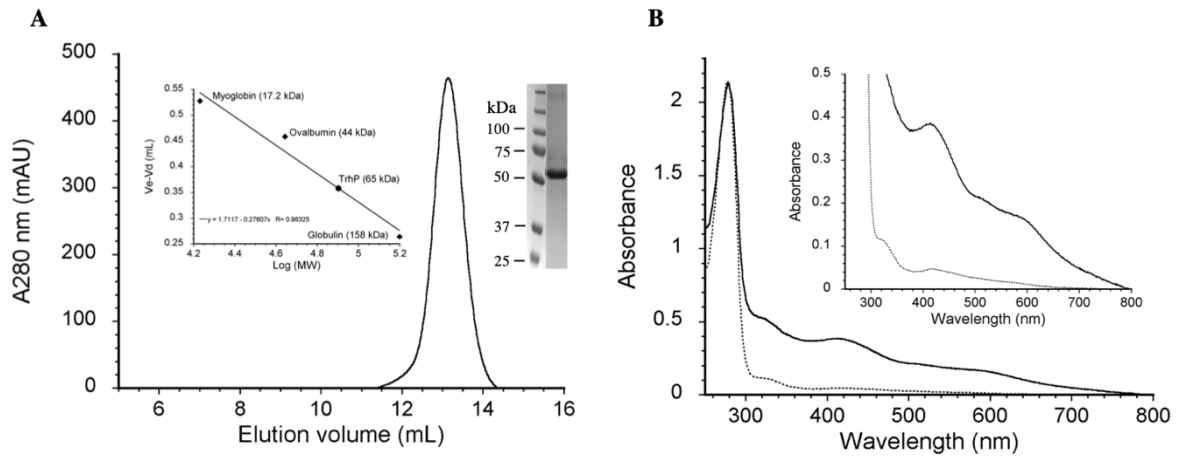 A
500
400
300
200
100
0
A280 nm (mAU)
6 8 10 12 14 16
Elution volume (mL)
0.55
0.5
0.45
0.4
0.35
0.3
0.25
Ve-Vd (mL)
Myoglobin (17.2 kDa)
Ovalbumin (44 kDa)
TrhP (65 kDa)
Globulin (158 kDa)
y = 1.7117 - 0.27607x R= 0.98325
4.2 4.4 4.6 4.8 5 5.2
Log (MW)
kDa
100
75
50
37
25
B
2
1.5
1
0.5
0
Absorbance
300 400 500 600 700 800
Wavelength (nm)
0.5
0.4
0.3
0.2
0.1
0
Absorbance
300 400 500 600 700 800
Wavelength (nm)